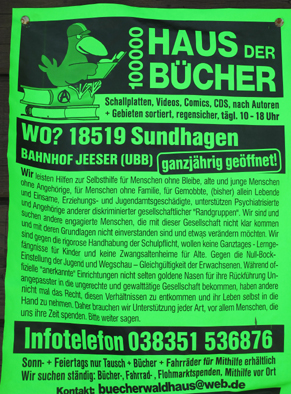 100000
HAUS DER
BÜCHER
Schallplatten, Videos, Comics, CDS, nach Autoren
+ Gebieten sortiert, regensicher, tägl. 10 - 18 Uhr
WO? 18519 Sundhagen
BAHNHOF JEESER (UBB) ganzjährig geöffnet!
Wir leisten Hilfen zur Selbsthilfe für Menschen ohne Bleibe, alte und junge Menschen
ohne Angehörige, für Menschen ohne Familie, für Gemobbte, (bisher) allein Lebende
und Einsame, Erziehungs- und Jugendamtsgeschädigte, unterstützen Psychiatrisierte
und Angehörige anderer diskriminierter gesellschaftlicher "Randgruppen". Wir sind und
suchen andere engagierte Menschen, die mit dieser Gesellschaft nicht klar kommen
und mit deren Grundlagen nicht einverstanden sind und etwas verändern möchten. Wir
sind gegen die rigorose Handhabung der Schulpflicht, wollen keine Ganztages - Lernge-
fängnisse für Kinder und keine Zwangsaltenheime für Alte. Gegen die Null-Bock-
Einstellung der Jugend und Wegschau - Gleichgültigkeit der Erwachsenen. Während of-
fizielle "anerkannte" Einrichtungen nicht selten goldene Nasen für ihre Rückführung Un-
angepasster in die ungerechte und gewalttätige Gesellschaft bekommen, haben andere
nicht mal das Recht, diesen Verhältnissen zu entkommen und ihr Leben selbst in die
Hand zu nehmen. Daher brauchen wir Unterstützung jeder Art, vor allem Menschen, die
uns ihre Zeit spenden. Bitte weiter sagen.
Infotelefon 038351 536876
Sonn- + Feiertags nur Tausch + Bücher + Fahrräder für Mithilfe erhältlich
Wir suchen ständig: Bücher-, Fahrrad-, Flohmarktspenden, Mithilfe vor Ort
Kontakt: buecherwaldhaus@web.de